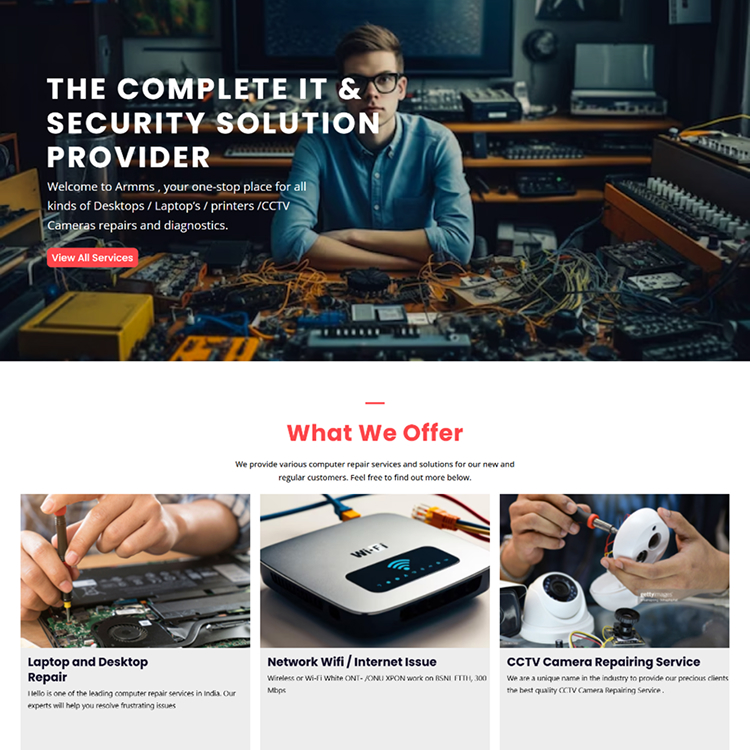 THE COMPLETE IT &
SECURITY SOLUTION
PROVIDER
Welcome to Armms , your one-stop place for all
kinds of Desktops / Laptop's / printers /CCTV
Cameras repairs and diagnostics.
View All Services
What We Offer
We provide various computer repair services and solutions for our new and
regular customers. Feel free to find out more below.
Wi-Fi
gettyimages
Laptop and Desktop
Repair
Hello is one of the leading computer repair services in India. Our
experts will help you resolve frustrating issues
Network Wifi / Internet Issue
Wireless or Wi-Fi White ONT- /ONU XPON work on BSNL FTTH, 300
Mbps
CCTV Camera Repairing Service
We are a unique name in the industry to provide our precious clients
the best quality CCTV Camera Repairing Service .